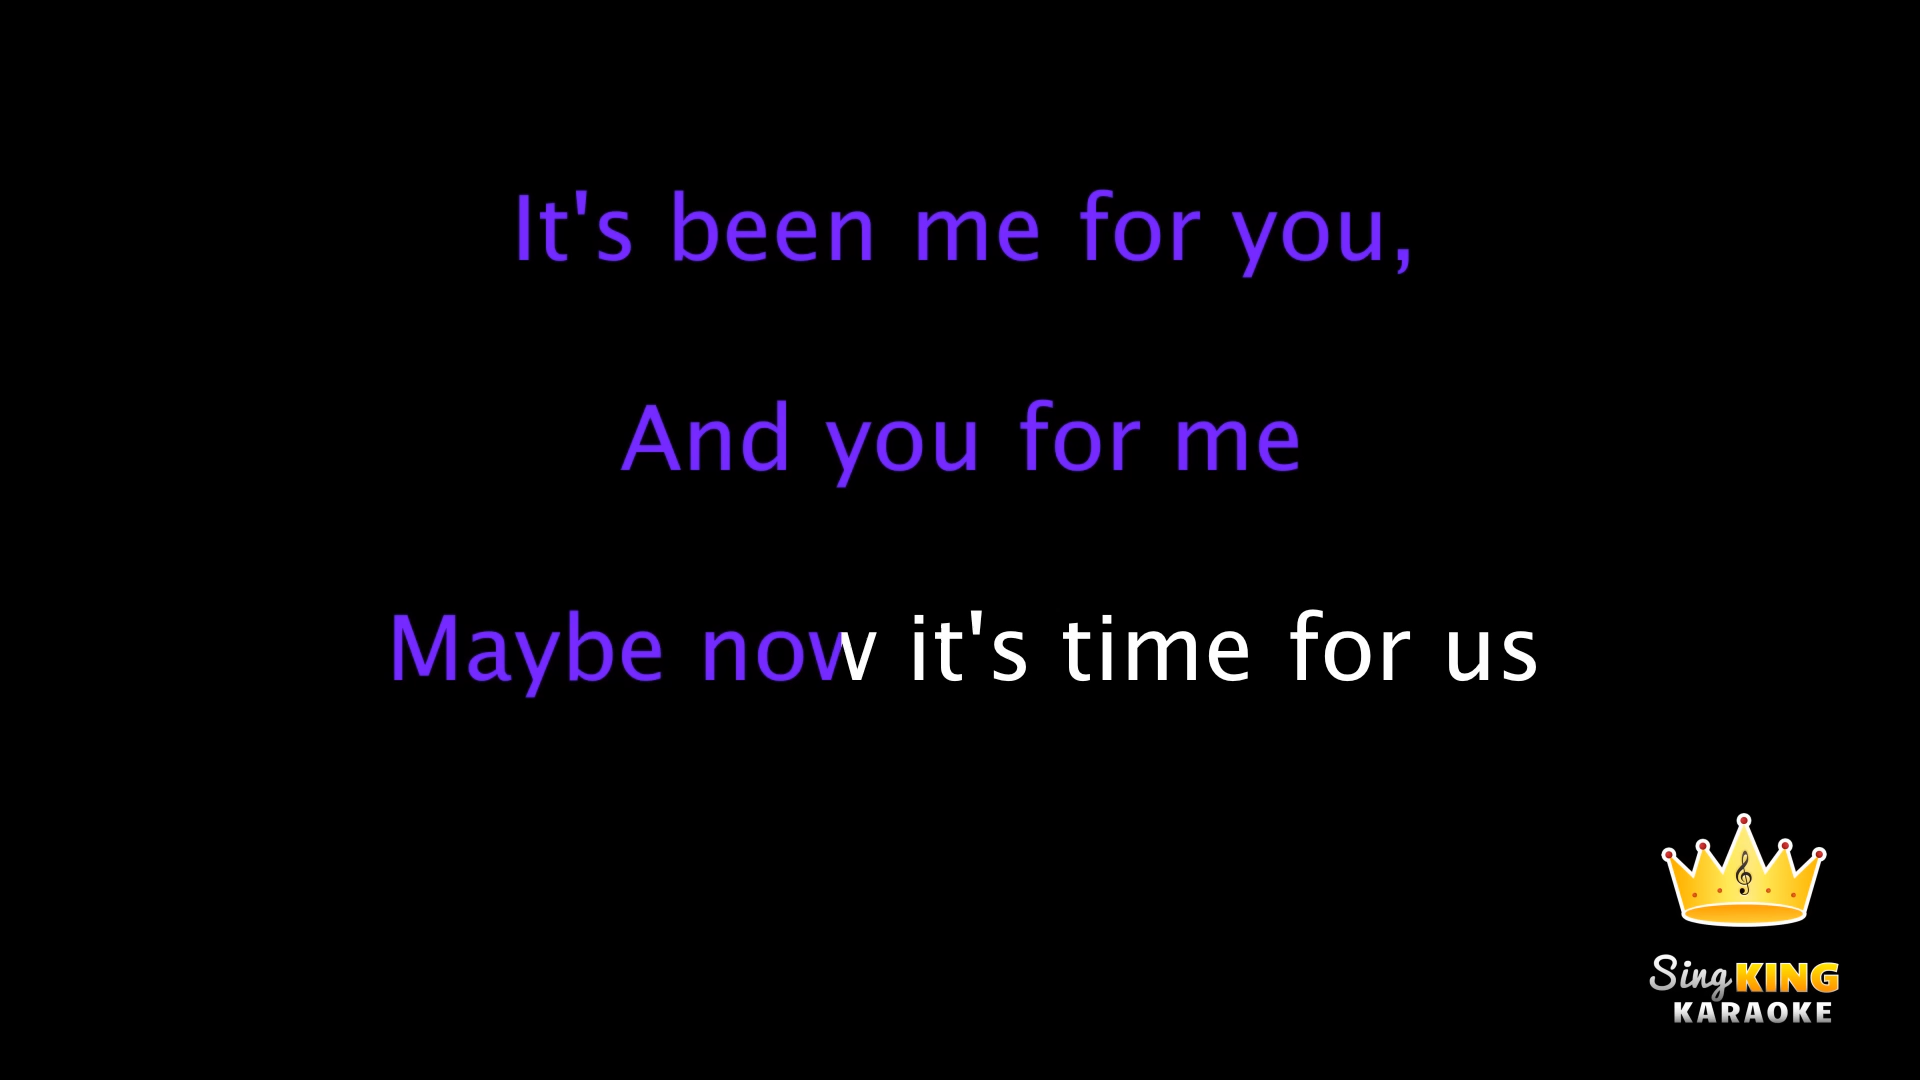 It's been me for you,
And you for me
Maybe now it's time for us
Sing KING
KARAOKE